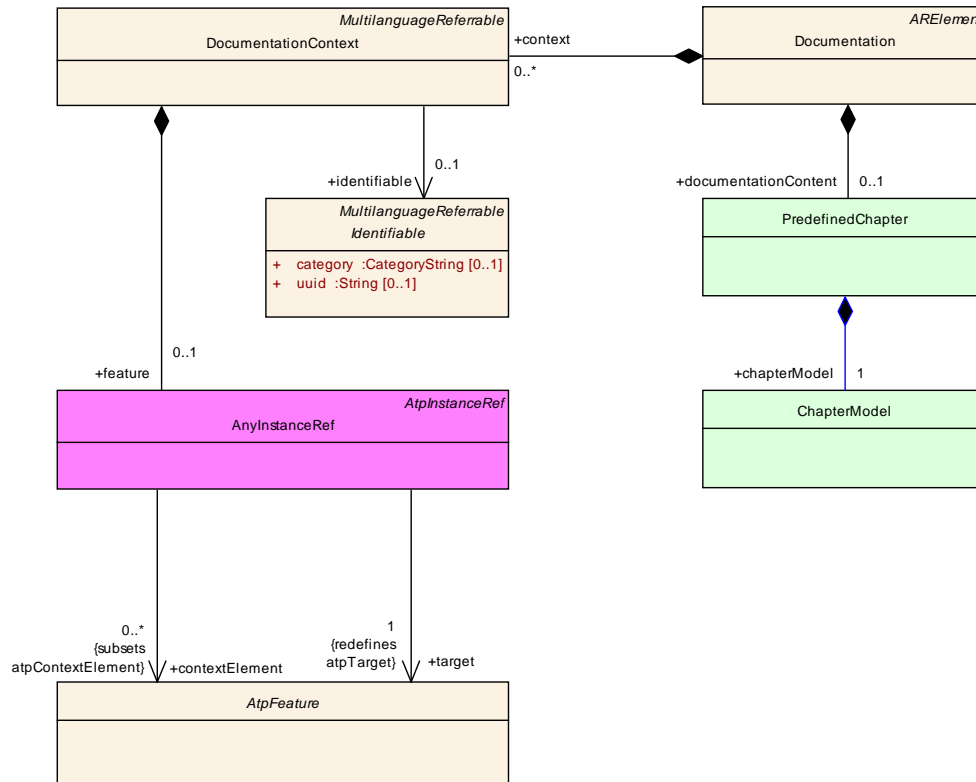 MultilanguageReferrable
DocumentationContext
+context
0..*
ARElement
Documentation
0..1
+identifiable
+documentationContent
0..1
MultilanguageReferrable
Identifiable
+ category :CategoryString [0..1]
+ uuid :String [0..1]
PredefinedChapter
0..1
+feature
+chapterModel
1
AtpInstanceRef
AnyInstanceRef
ChapterModel
0..*
{subsets
atpContextElement}
+contextElement
1
{redefines
atpTarget}
+target
AtpFeature